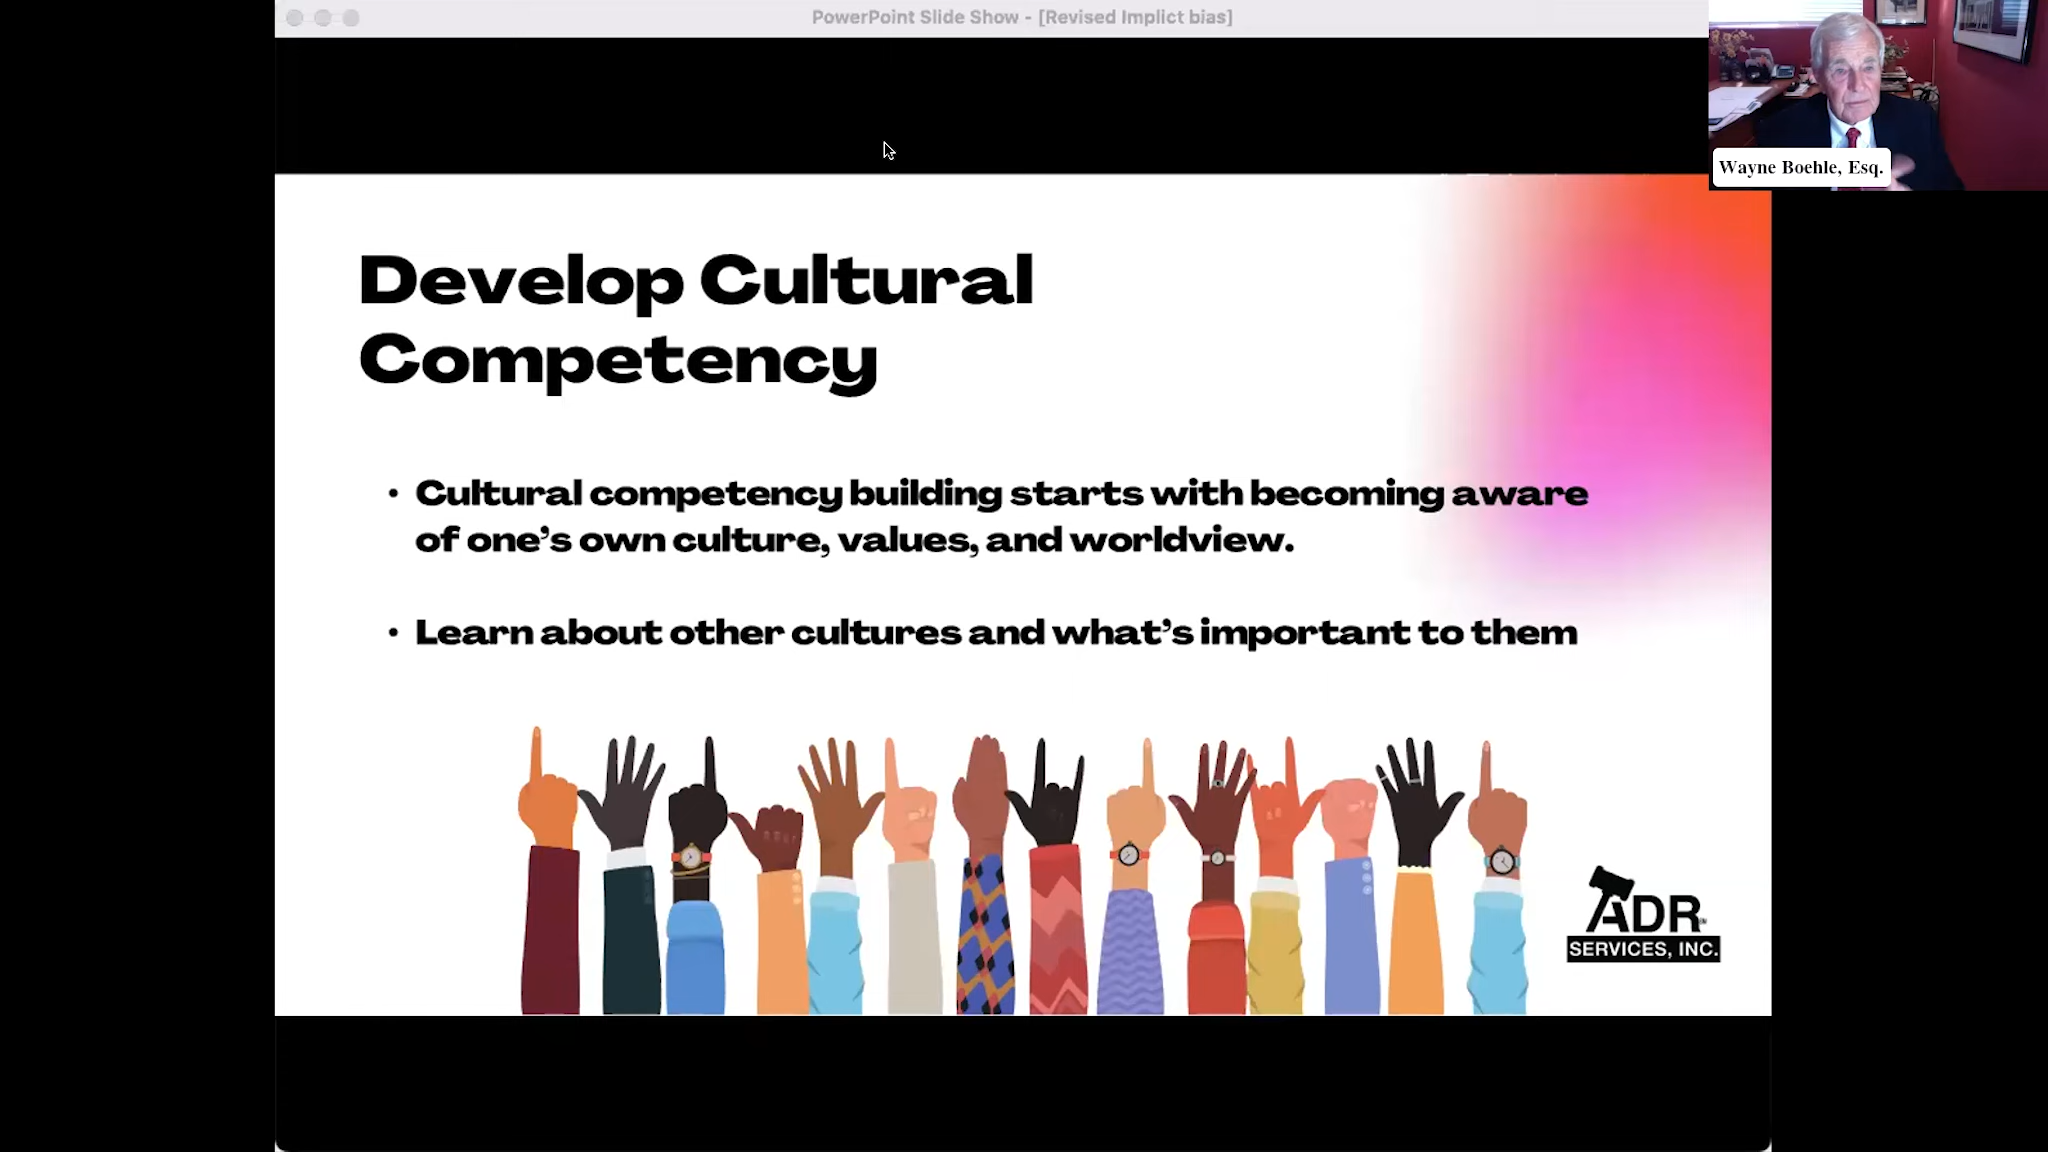 PowerPoint Slide Show - [Revised Implict bias]
Wayne Boehle, Esq.
Develop Cultural
Competency
• Cultural competency building starts with becoming aware
of one’s own culture, values, and worldview.
• Learn about other cultures and what’s important to them
ADR
SERVICES, INC.